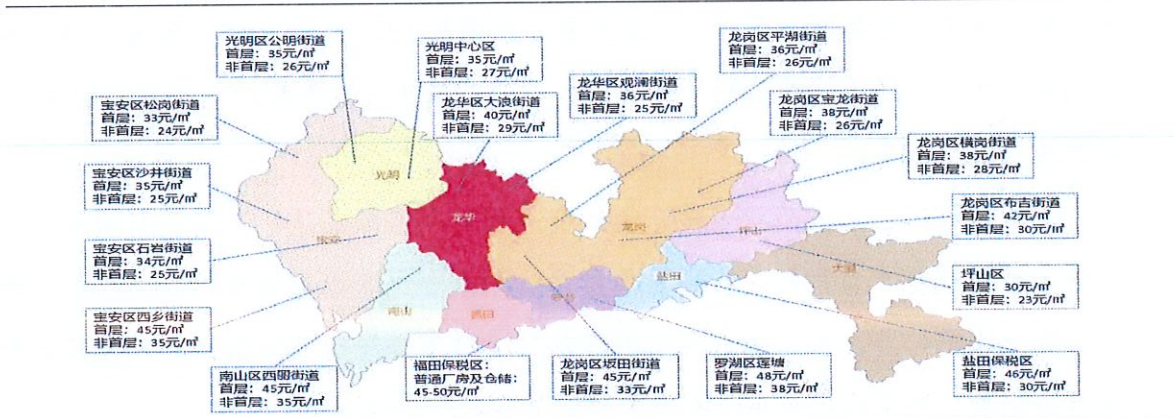 光明区公明街道
首层：35元/㎡
非首层：26元/㎡
光明中心区
首层：35元/㎡
非首层：27元/㎡
龙岗区平湖街道
首层：36元/㎡
非首层：26元/㎡
宝安区松岗街道
首层：33元/㎡
非首层：24元/㎡
龙华区大浪街道
首层：40元/㎡
非首层：29元/㎡
龙华区观澜街道
首层：36元/㎡
非首层：25元/㎡
龙岗区宝龙街道
首层：38元/㎡
非首层：26元/㎡
龙岗区横岗街道
首层：38元/㎡
非首层：28元/㎡
宝安区沙井街道
首层：35元/㎡
非首层：25元/㎡
龙岗区布吉街道
首层：42元/㎡
非首层：30元/㎡
宝安区石岩街道
首层：34元/㎡
非首层：25元/㎡
坪山区
首层：30元/㎡
非首层：23元/㎡
宝安区西乡街道
首层：45元/㎡
非首层：35元/㎡
光明
龙华
龙岗
坪山
宝安
盐田
南山
福田
南山区西丽街道
首层：45元/㎡
非首层：35元/㎡
福田保税区：
普通厂房及仓储：
45-50元/㎡
龙岗区坂田街道
首层：45元/㎡
非首层：33元/㎡
罗湖区莲塘
首层：48元/㎡
非首层：38元/㎡
盐田保税区
首层：46元/㎡
非首层：30元/㎡